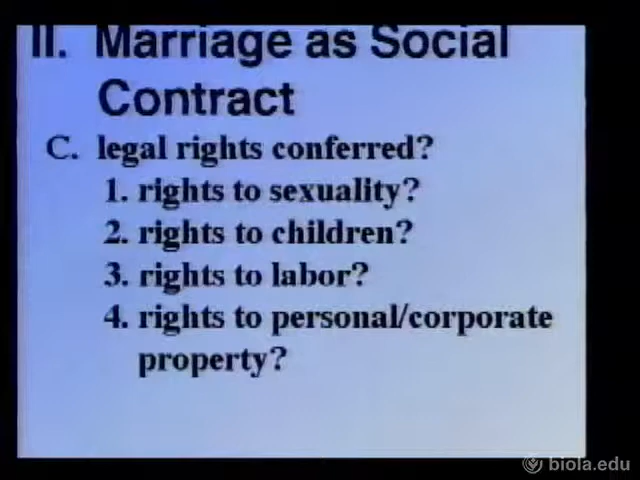 II. Marriage as Social
Contract
C. legal rights conferred?
1. rights to sexuality?
2. rights to children?
3. rights to labor?
4. rights to personal/corporate
property?
biola.edu